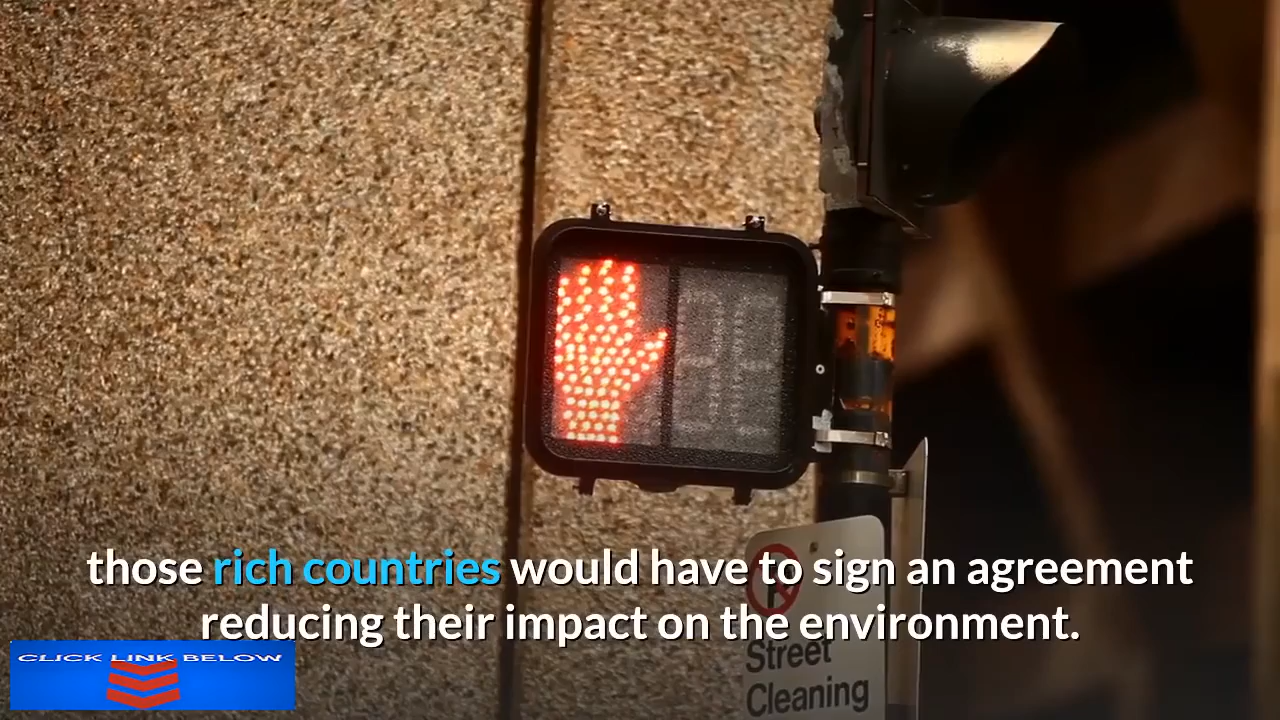 those rich countries would have to sign an agreement
reducing their impact on the environment.
Street
Cleaning
CLICK LINK BELOW